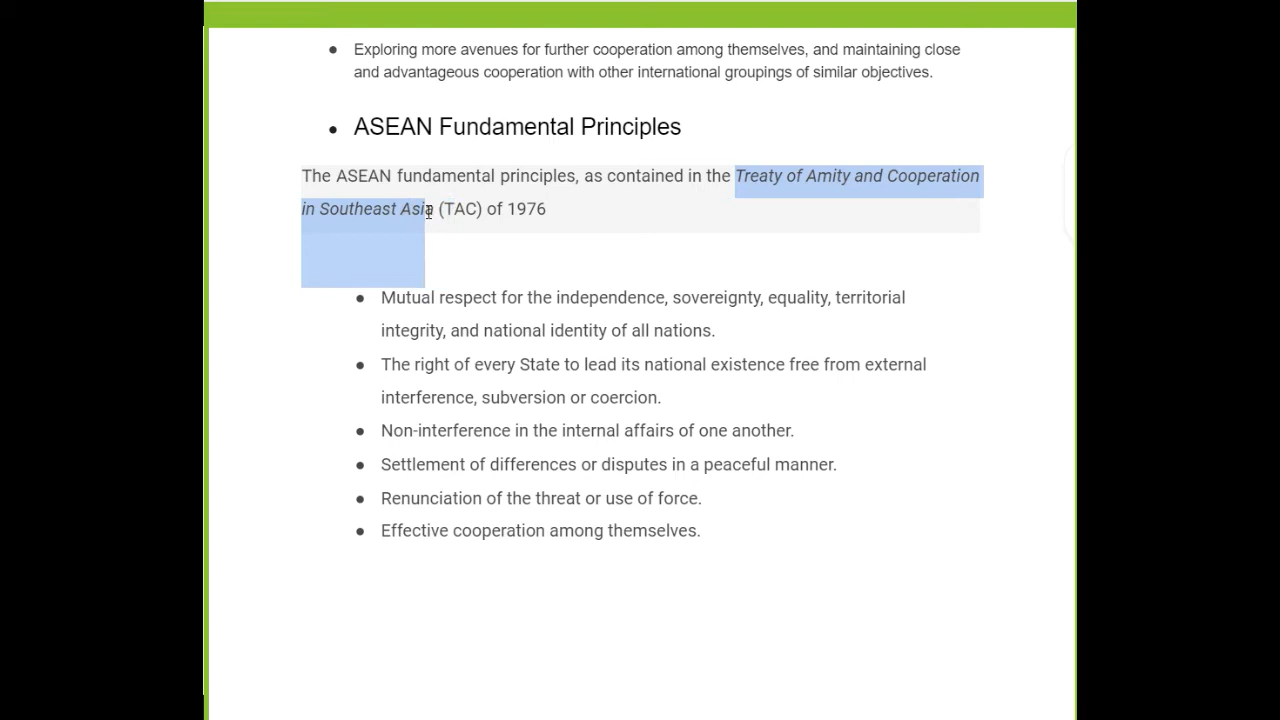 ● Exploring more avenues for further cooperation among themselves, and maintaining close
and advantageous cooperation with other international groupings of similar objectives.
● ASEAN Fundamental Principles
The ASEAN fundamental principles, as contained in the Treaty of Amity and Cooperation
in Southeast Asia (TAC) of 1976
● Mutual respect for the independence, sovereignty, equality, territorial
integrity, and national identity of all nations.
● The right of every State to lead its national existence free from external
interference, subversion or coercion.
● Non-interference in the internal affairs of one another.
● Settlement of differences or disputes in a peaceful manner.
● Renunciation of the threat or use of force.
● Effective cooperation among themselves.